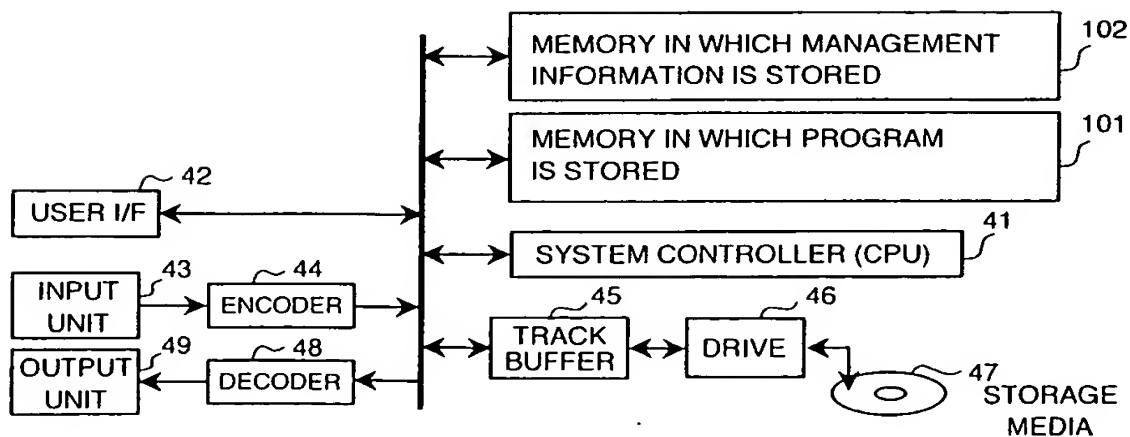 MEMORY IN WHICH MANAGEMENT
INFORMATION IS STORED
102
MEMORY IN WHICH PROGRAM
IS STORED
101
USER I/F
42
SYSTEM CONTROLLER (CPU)
41
INPUT
UNIT
43
ENCODER
44
TRACK
BUFFER
45
DRIVE
46
OUTPUT
UNIT
49
DECODER
48
47
STORAGE
MEDIA